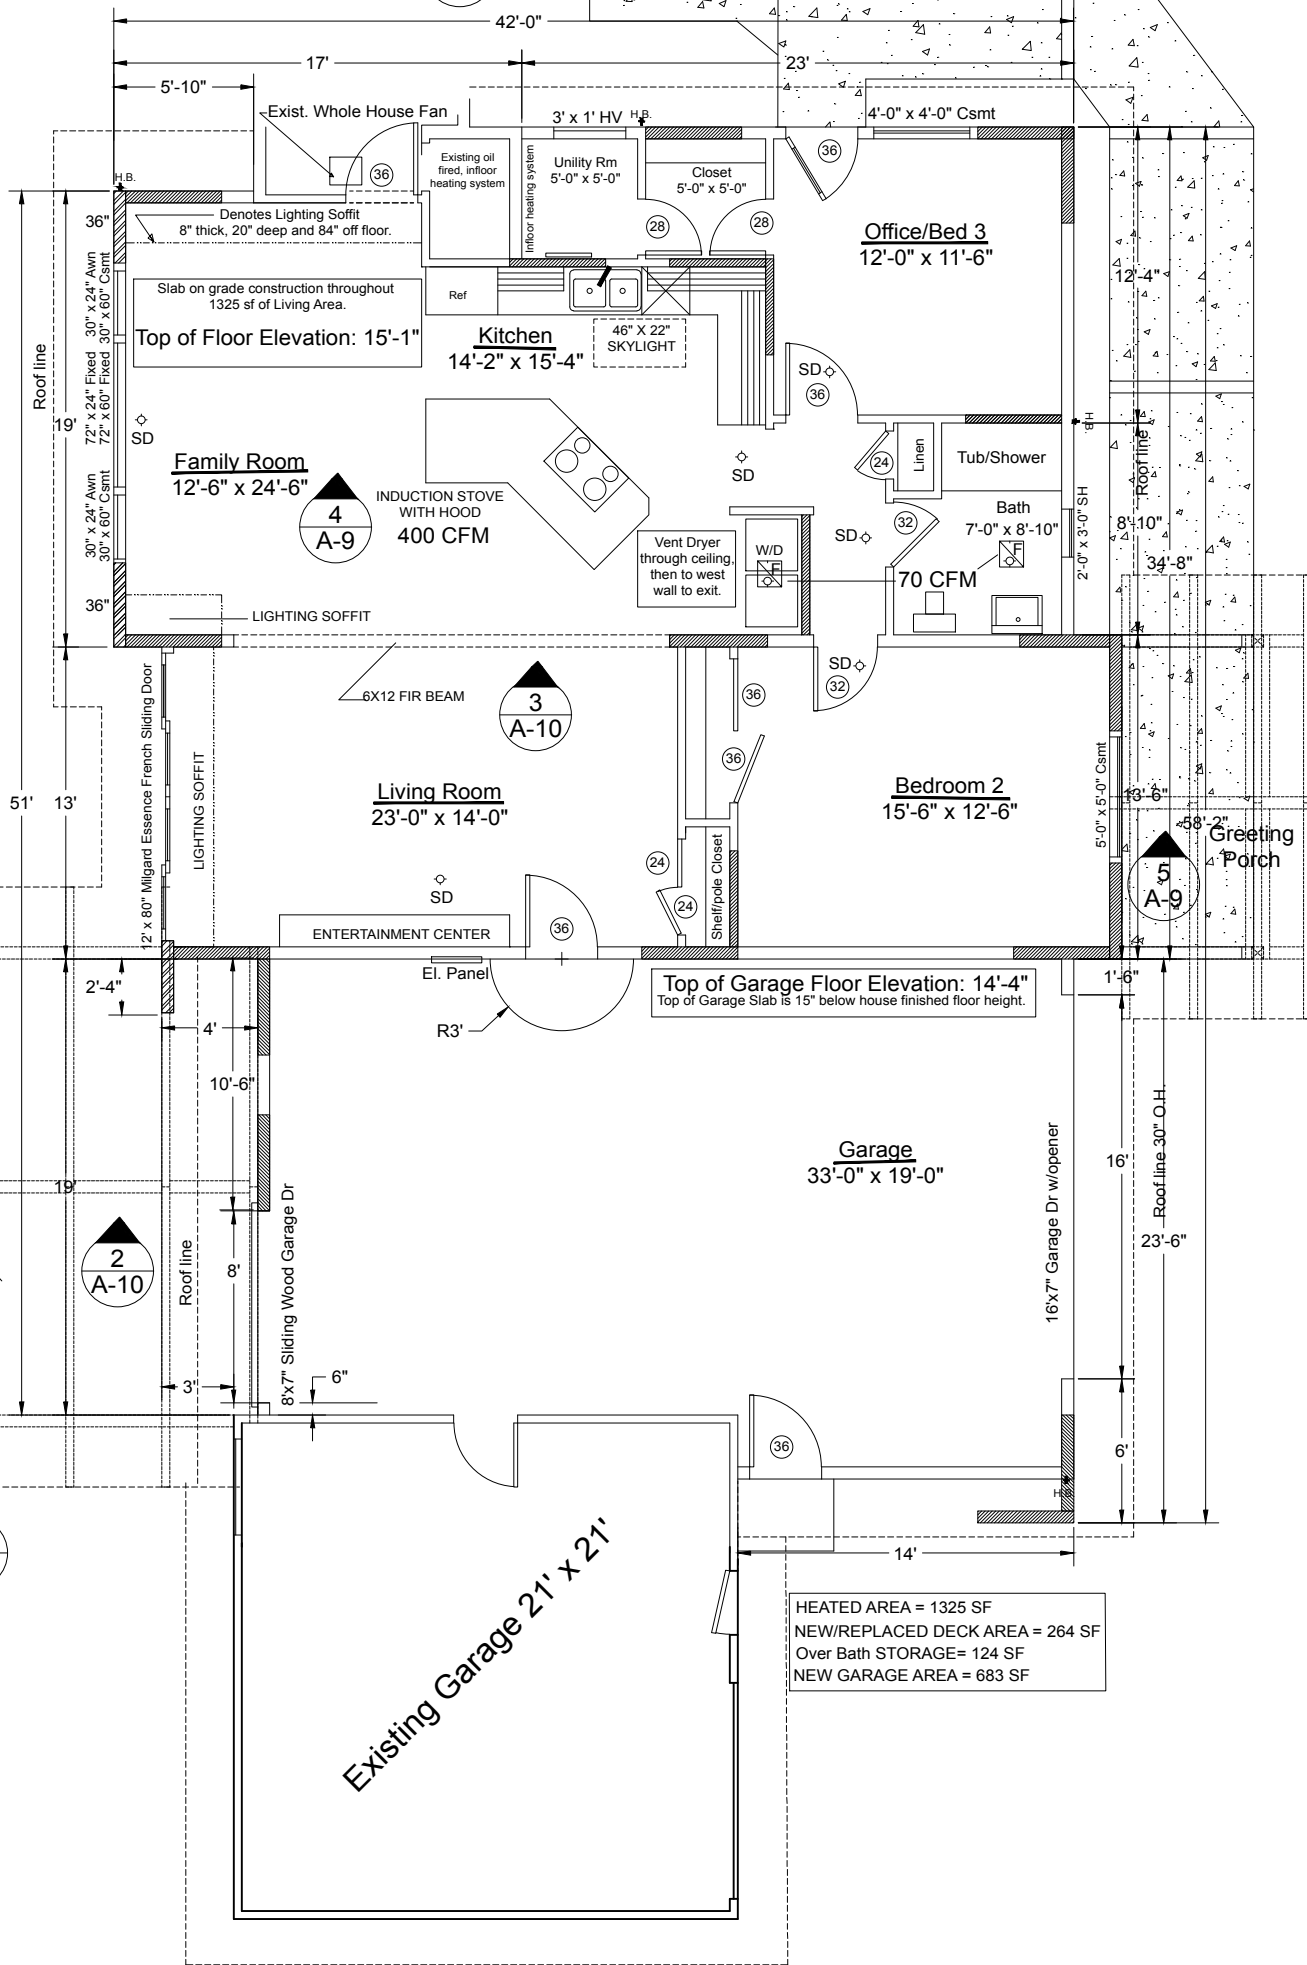 42'-0"
17'
23'
5'-10"
Exist. Whole House Fan
3' x 1' HV
H.B.
4'-0" x 4'-0" Csmt
36
Existing oil
fired, infloor
heating system
Infloor heating system
Unility Rm
5'-0" x 5'-0"
Closet
5'-0" x 5'-0"
36
28
28
H.B.
36"
Denotes Lighting Soffit
8" thick, 20" deep and 84" off floor.
Office/Bed 3
12'-0" x 11'-6"
12'-4"
Slab on grade construction throughout
1325 sf of Living Area.
Top of Floor Elevation: 15'-1"
Ref
Kitchen
14'-2" x 15'-4"
46" X 22"
SKYLIGHT
30" x 24" Awn
30" x 60" Csmt
72" x 24" Fixed
72" x 60" Fixed
30" x 24" Awn
30" x 60" Csmt
Roof line
19'
SD
SD
36
H.B.
Family Room
12'-6" x 24'-6"
4
A-9
INDUCTION STOVE
WITH HOOD
400 CFM
SD
24
Linen
Tub/Shower
Roof line
Bath
7'-0" x 8'-10"
32
SD
F
2'-0" x 3'-0" SH
8'-10"
34'-8"
Vent Dryer
through ceiling,
then to west
wall to exit.
W/D
F
70 CFM
36"
LIGHTING SOFFIT
6X12 FIR BEAM
3
A-10
SD
32
36
36
12' x 80" Milgard Essence French Sliding Door
LIGHTING SOFFIT
51'
13'
Living Room
23'-0" x 14'-0"
Bedroom 2
15'-6" x 12'-6"
5'-0" x 5'-0" Csmt
13'-6"
58'-2"
Greeting
Porch
5
A-9
24
24
Shelf/pole Closet
SD
ENTERTAINMENT CENTER
36
El. Panel
R3'
Top of Garage Floor Elevation: 14'-4"
Top of Garage Slab is 15" below house finished floor height.
1'-6"
2'-4"
4'
10'-6"
Garage
33'-0" x 19'-0"
16'x7" Garage Dr w/opener
16'
Roof line 30" O.H.
23'-6"
19'
2
A-10
Roof line
8'
8'x7" Sliding Wood Garage Dr
3'
6"
36
6'
H.B.
14'
Existing Garage 21' x 21'
HEATED AREA = 1325 SF
NEW/REPLACED DECK AREA = 264 SF
Over Bath STORAGE= 124 SF
NEW GARAGE AREA = 683 SF